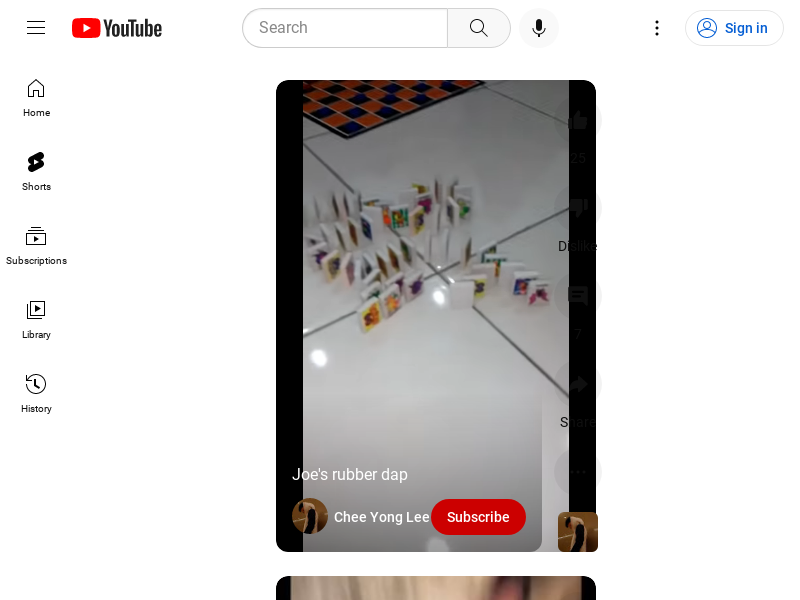 YouTube
Search
Sign in
Home
Shorts
Subscriptions
Library
History
25
Dislike
7
Share
Joe's rubber dap
Chee Yong Lee
Subscribe